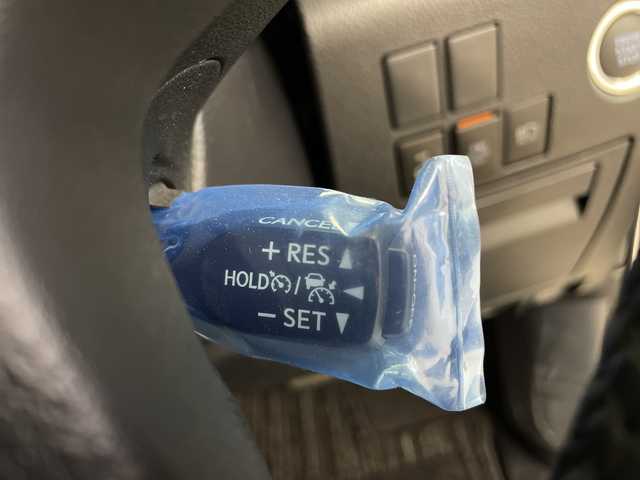 CANCEL
+ RES ▲
HOLD / ◀
− SET ▼